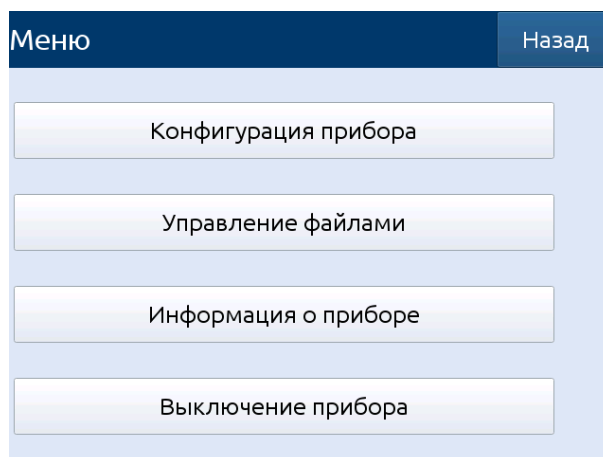 Меню
Назад
Конфигурация прибора
Управление файлами
Информация о приборе
Выключение прибора